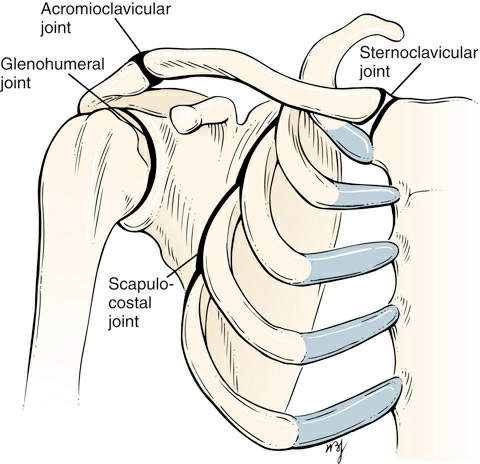 Acromioclavicular
joint
Glenohumeral
joint
Sternoclavicular
joint
Scapulo-
costal
joint